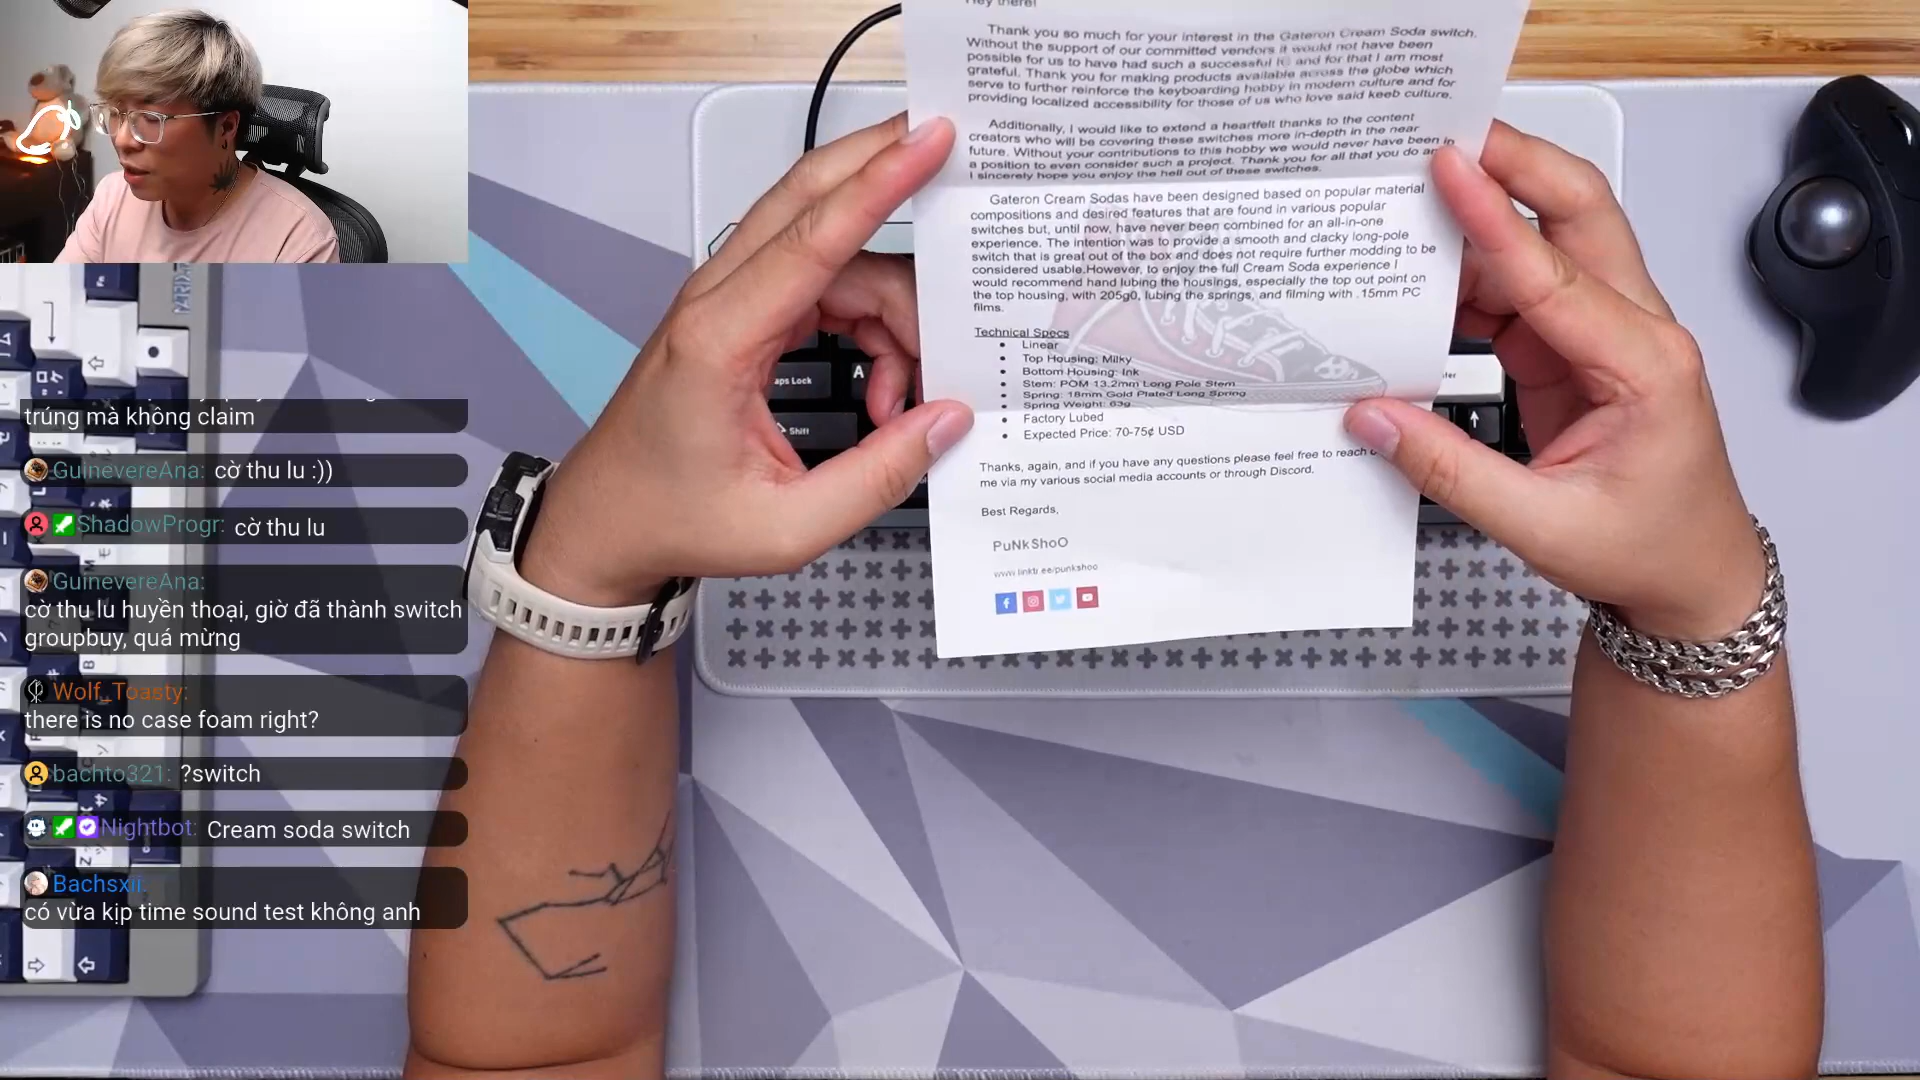 Hey there!
Thank you so much for your interest in the Gateron Cream Soda switch.
Without the support of our committed vendors it would not have been
possible for us to have had such a successful IC and for that I am most
grateful. Thank you for making products available across the globe which
serve to further reinforce the keyboarding hobby in modern culture and for
providing localized accessibility for those of us who love said keeb culture.
Additionally, I would like to extend a heartfelt thanks to the content
creators who will be covering these switches more in-depth in the near
future. Without your contributions to this hobby we would never have been in
a position to even consider such a project. Thank you for all that you do
I sincerely hope you enjoy the hell out of these switches.
Gateron Cream Sodas have been designed based on popular material
compositions and desired features that are found in various popular
switches but, until now, have never been combined for an all-in-one
experience. The intention was to provide a smooth and clacky long-pole
switch that is great out of the box and does not require further modding to be
considered usable.However, to enjoy the full Cream Soda experience I
would recommend hand lubing the housings, especially the top out point on
the top housing, with 205g0, lubing the springs, and filming with .15mm PC
films.
Technical Specs
• Linear
• Top Housing: Milky
• Bottom Housing: Ink
• Stem: POM 13.2mm Long Pole Stem
• Spring: 18mm Gold Plated Long Spring
• Spring Weight: 63g
• Factory Lubed
• Expected Price: 70-75¢ USD
Thanks, again, and if you have any questions please feel free to reach
me via my various social media accounts or through Discord.
Best Regards,
PuNkShoO
www.linktr.ee/punkshoo
aps Lock
A
Shift
Fn
trúng mà không claim
GuinevereAna: cờ thu lu :))
ShadowProgr: cờ thu lu
GuinevereAna:
cờ thu lu huyền thoại, giờ đã thành switch
groupbuy, quá mừng
Wolf_Toasty:
there is no case foam right?
bachto321: ?switch
Nightbot: Cream soda switch
Bachsxii:
có vừa kịp time sound test không anh